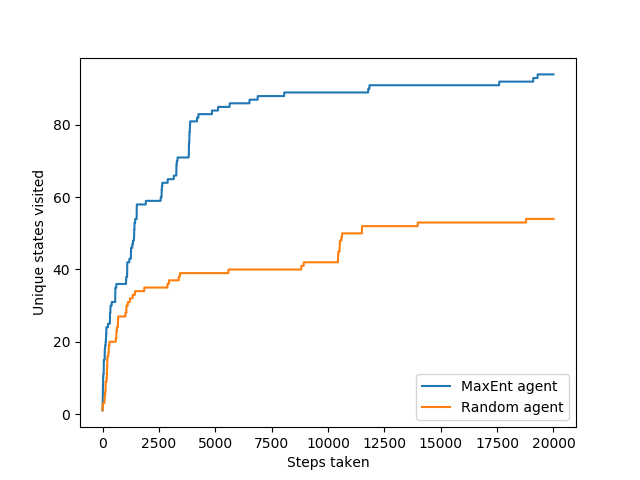 80
60
40
20
0
Unique states visited
0 2500 5000 7500 10000 12500 15000 17500 20000
Steps taken
MaxEnt agent
Random agent